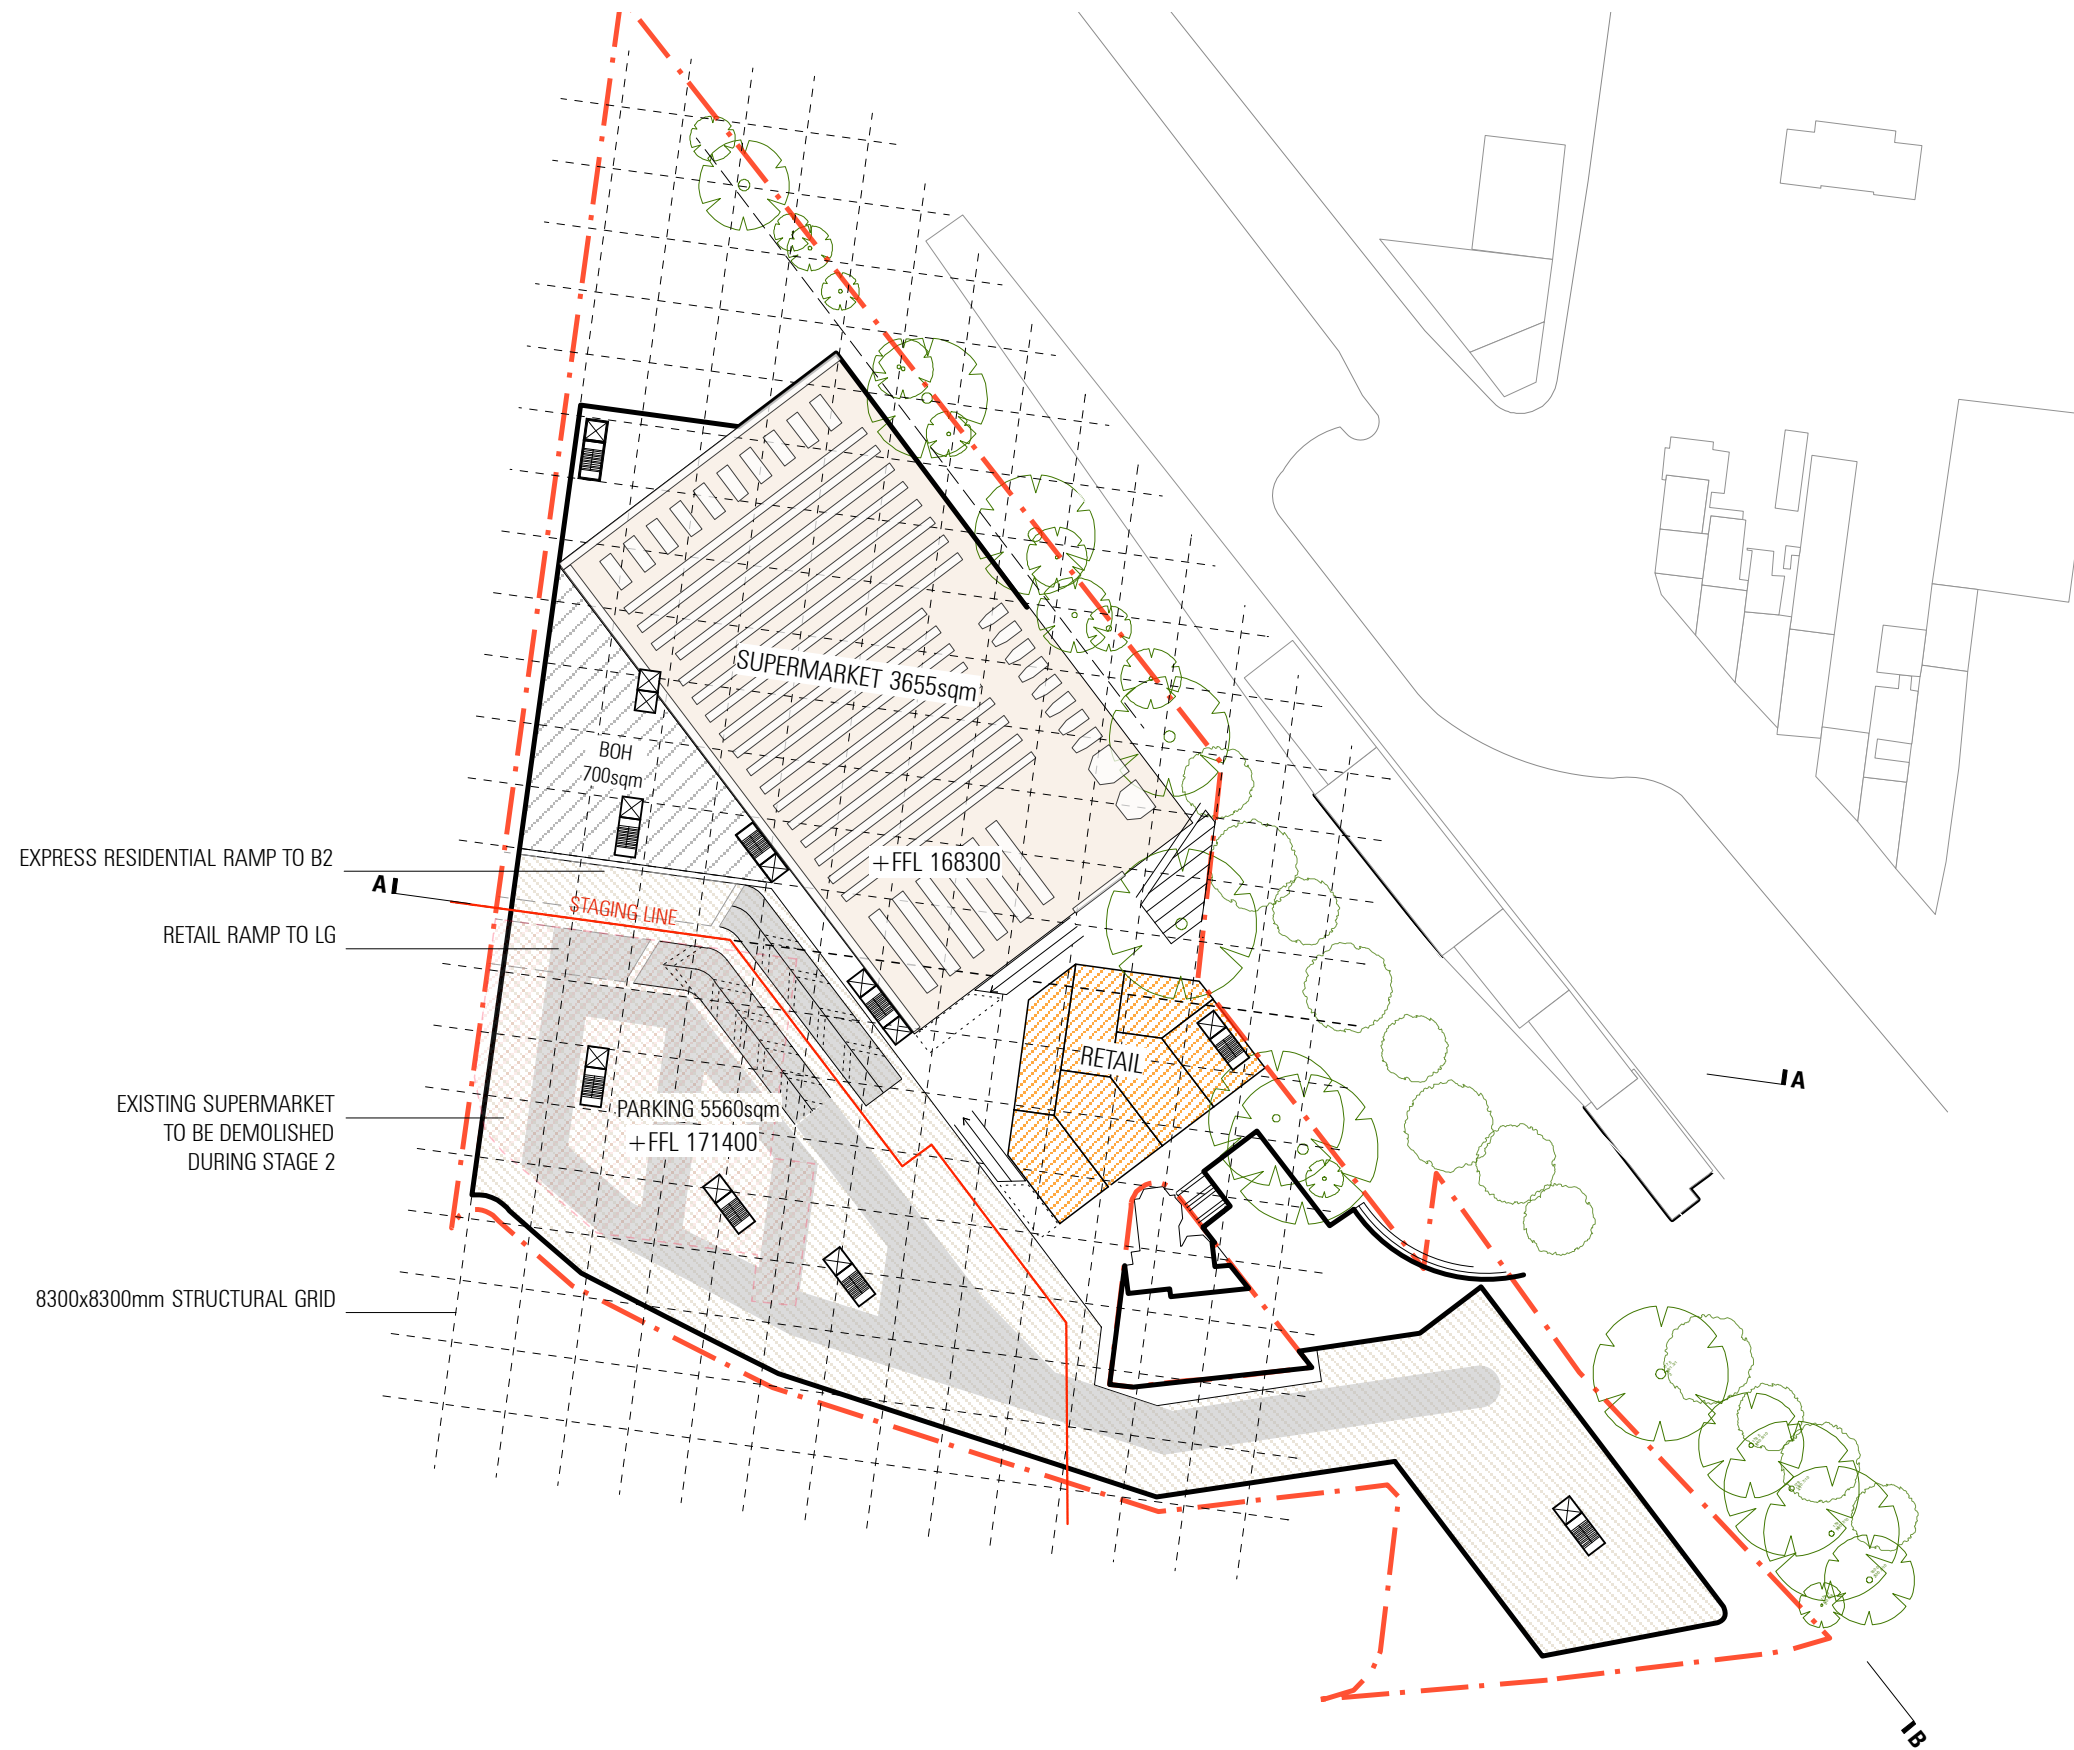 SUPERMARKET 3655sqm
BOH
700sqm
EXPRESS RESIDENTIAL RAMP TO B2
+FFL 168300
A
STAGING LINE
RETAIL RAMP TO LG
RETAIL
A
EXISTING SUPERMARKET
TO BE DEMOLISHED
DURING STAGE 2
PARKING 5560sqm
+FFL 171400
8300x8300mm STRUCTURAL GRID
B